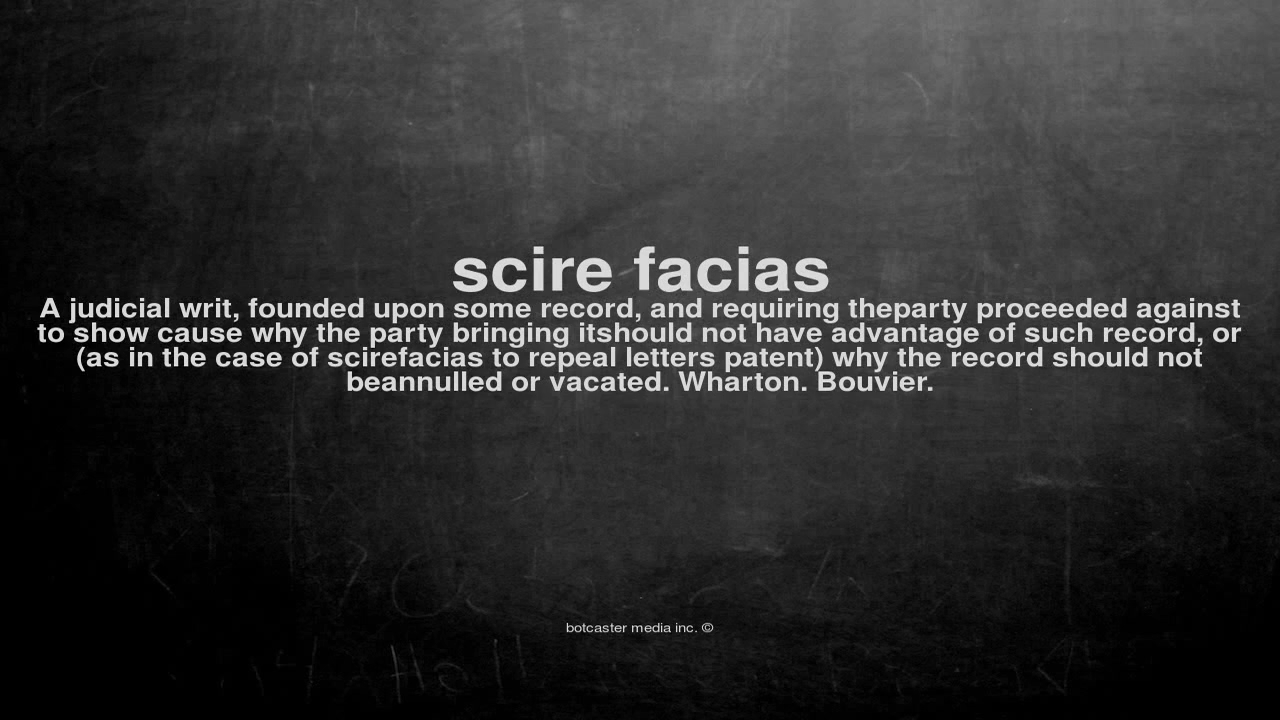 scire facias
A judicial writ, founded upon some record, and requiring theparty proceeded against
to show cause why the party bringing itshould not have advantage of such record, or
(as in the case of scirefacias to repeal letters patent) why the record should not
beannulled or vacated. Wharton. Bouvier.
botcaster media inc. ©